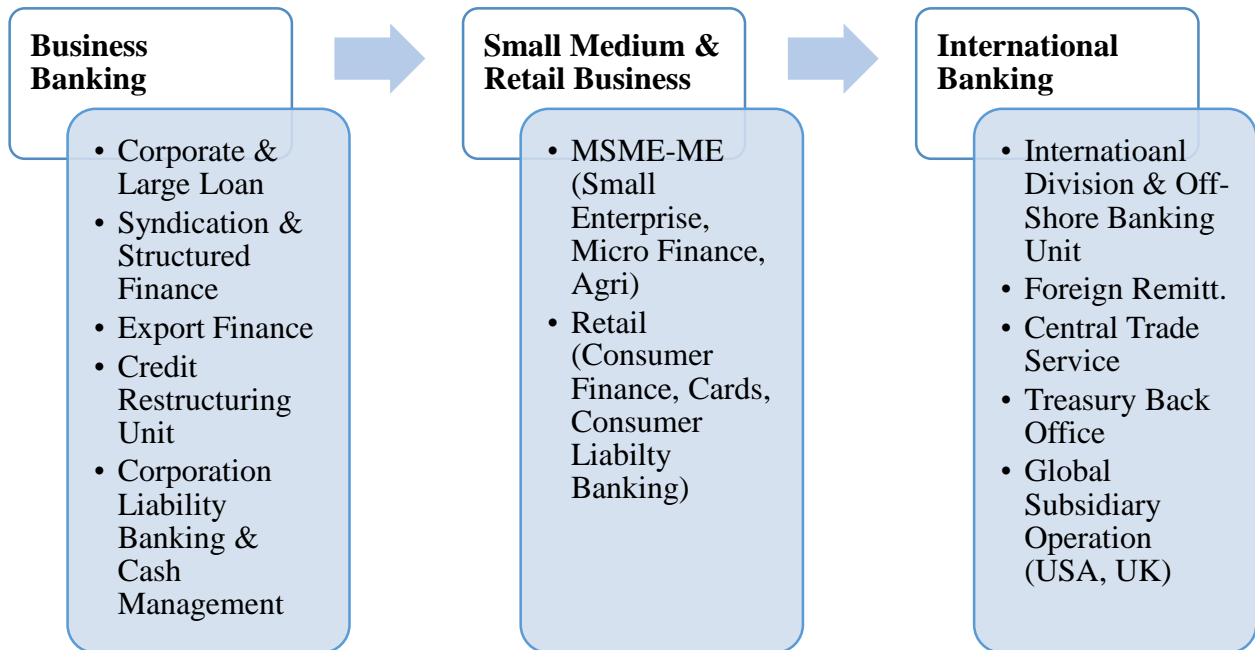 Business
Banking
• Corporate &
Large Loan
• Syndication &
Structured
Finance
• Export Finance
• Credit
Restructuring
Unit
• Corporation
Liability
Banking &
Cash
Management
Small Medium &
Retail Business
• MSME-ME
(Small
Enterprise,
Micro Finance,
Agri)
• Retail
(Consumer
Finance, Cards,
Consumer
Liabilty
Banking)
International
Banking
• Internatioanl
Division & Off-
Shore Banking
Unit
• Foreign Remitt.
• Central Trade
Service
• Treasury Back
Office
• Global
Subsidiary
Operation
(USA, UK)